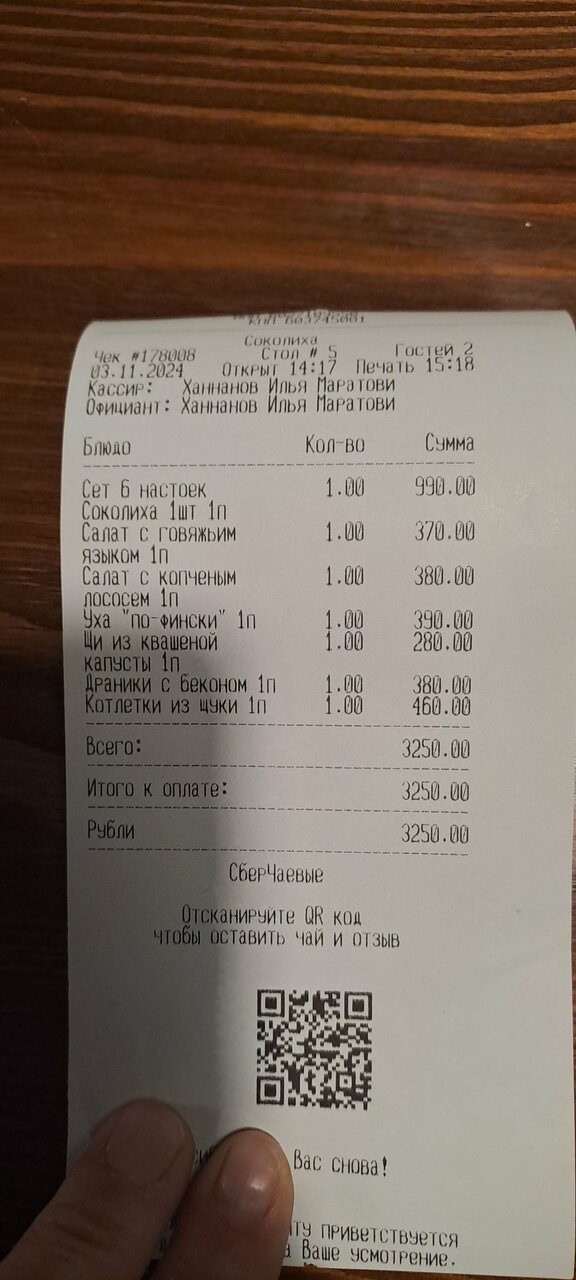 КПП 603745001
Соколиха
Чек #178008 Стол # 5 Гостей 2
03.11.2024 Открыт 14:17 Печать 15:18
Кассир: Ханнанов Илья Маратови
Официант: Ханнанов Илья Маратови
Блюдо Кол-во Сумма
Сет 6 настоек 1.00 990.00
Соколиха 1шт 1п
Салат с говяжьим 1.00 370.00
языком 1п
Салат с копченым 1.00 380.00
лососем 1п
Уха "по-фински" 1п 1.00 390.00
Щи из квашеной 1.00 280.00
капусты 1п
Драники с беконом 1п 1.00 380.00
Котлетки из щуки 1п 1.00 460.00
Всего: 3250.00
Итого к оплате: 3250.00
Рубли 3250.00
СберЧаевые
Отсканируйте QR код
чтобы оставить чай и отзыв
Вас снова!
приветствуется
Ваше усмотрение.